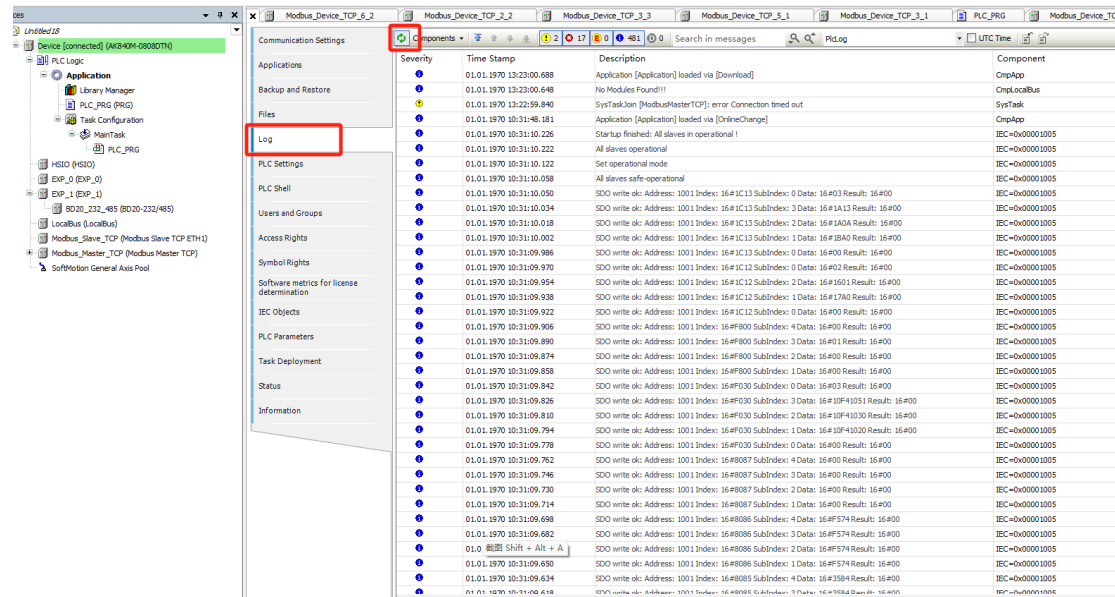 ces
Modbus_Device_TCP_6_2
Modbus_Device_TCP_2_2
Modbus_Device_TCP_3_3
Modbus_Device_TCP_5_1
Modbus_Device_TCP_3_1
PLC_PRG
Modbus_Device_TC
Untitled18
Device [connected] (AK840M-0808DTN)
PLC Logic
Application
Library Manager
PLC_PRG (PRG)
Task Configuration
MainTask
PLC_PRG
HSIO (HSIO)
EXP_0 (EXP_0)
EXP_1 (EXP_1)
BD20_232_485 (BD20-232/485)
LocalBus (LocalBus)
Modbus_Slave_TCP (Modbus Slave TCP ETH1)
Modbus_Master_TCP (Modbus Master TCP)
SoftMotion General Axis Pool
Communication Settings
Applications
Backup and Restore
Files
Log
PLC Settings
PLC Shell
Users and Groups
Access Rights
Symbol Rights
Software metrics for license
determination
IEC Objects
PLC Parameters
Task Deployment
Status
Information
Components 2 17 0 481 0 Search in messages PlcLog UTC Time
Severity Time Stamp Description Component
01.01.1970 13:23:00.688 Application [Application] loaded via [Download] CmpApp
01.01.1970 13:23:00.648 No Modules Found!!! CmpLocalBus
01.01.1970 13:22:59.840 SysTaskJoin [ModbusMasterTCP]: error Connection timed out SysTask
01.01.1970 10:31:48.181 Application [Application] loaded via [OnlineChange] CmpApp
01.01.1970 10:31:10.226 Startup finished: All slaves in operational ! IEC=0x00001005
01.01.1970 10:31:10.222 All slaves operational IEC=0x00001005
01.01.1970 10:31:10.122 Set operational mode IEC=0x00001005
01.01.1970 10:31:10.058 All slaves safe-operational IEC=0x00001005
01.01.1970 10:31:10.050 SDO write ok: Address: 1001 Index: 16#1C13 SubIndex: 0 Data: 16#03 Result: 16#00 IEC=0x00001005
01.01.1970 10:31:10.034 SDO write ok: Address: 1001 Index: 16#1C13 SubIndex: 3 Data: 16#1A13 Result: 16#00 IEC=0x00001005
01.01.1970 10:31:10.018 SDO write ok: Address: 1001 Index: 16#1C13 SubIndex: 2 Data: 16#1A0A Result: 16#00 IEC=0x00001005
01.01.1970 10:31:10.002 SDO write ok: Address: 1001 Index: 16#1C13 SubIndex: 1 Data: 16#1BA0 Result: 16#00 IEC=0x00001005
01.01.1970 10:31:09.986 SDO write ok: Address: 1001 Index: 16#1C13 SubIndex: 0 Data: 16#00 Result: 16#00 IEC=0x00001005
01.01.1970 10:31:09.970 SDO write ok: Address: 1001 Index: 16#1C12 SubIndex: 0 Data: 16#02 Result: 16#00 IEC=0x00001005
01.01.1970 10:31:09.954 SDO write ok: Address: 1001 Index: 16#1C12 SubIndex: 2 Data: 16#1601 Result: 16#00 IEC=0x00001005
01.01.1970 10:31:09.938 SDO write ok: Address: 1001 Index: 16#1C12 SubIndex: 1 Data: 16#17A0 Result: 16#00 IEC=0x00001005
01.01.1970 10:31:09.922 SDO write ok: Address: 1001 Index: 16#1C12 SubIndex: 0 Data: 16#00 Result: 16#00 IEC=0x00001005
01.01.1970 10:31:09.906 SDO write ok: Address: 1001 Index: 16#F800 SubIndex: 4 Data: 16#00 Result: 16#00 IEC=0x00001005
01.01.1970 10:31:09.890 SDO write ok: Address: 1001 Index: 16#F800 SubIndex: 3 Data: 16#01 Result: 16#00 IEC=0x00001005
01.01.1970 10:31:09.874 SDO write ok: Address: 1001 Index: 16#F800 SubIndex: 2 Data: 16#00 Result: 16#00 IEC=0x00001005
01.01.1970 10:31:09.858 SDO write ok: Address: 1001 Index: 16#F800 SubIndex: 1 Data: 16#00 Result: 16#00 IEC=0x00001005
01.01.1970 10:31:09.842 SDO write ok: Address: 1001 Index: 16#F030 SubIndex: 0 Data: 16#03 Result: 16#00 IEC=0x00001005
01.01.1970 10:31:09.826 SDO write ok: Address: 1001 Index: 16#F030 SubIndex: 3 Data: 16#10F41051 Result: 16#00 IEC=0x00001005
01.01.1970 10:31:09.810 SDO write ok: Address: 1001 Index: 16#F030 SubIndex: 2 Data: 16#10F41030 Result: 16#00 IEC=0x00001005
01.01.1970 10:31:09.794 SDO write ok: Address: 1001 Index: 16#F030 SubIndex: 1 Data: 16#10F41020 Result: 16#00 IEC=0x00001005
01.01.1970 10:31:09.778 SDO write ok: Address: 1001 Index: 16#F030 SubIndex: 0 Data: 16#00 Result: 16#00 IEC=0x00001005
01.01.1970 10:31:09.762 SDO write ok: Address: 1001 Index: 16#8087 SubIndex: 4 Data: 16#00 Result: 16#00 IEC=0x00001005
01.01.1970 10:31:09.746 SDO write ok: Address: 1001 Index: 16#8087 SubIndex: 3 Data: 16#00 Result: 16#00 IEC=0x00001005
01.01.1970 10:31:09.730 SDO write ok: Address: 1001 Index: 16#8087 SubIndex: 2 Data: 16#00 Result: 16#00 IEC=0x00001005
01.01.1970 10:31:09.714 SDO write ok: Address: 1001 Index: 16#8087 SubIndex: 1 Data: 16#00 Result: 16#00 IEC=0x00001005
01.01.1970 10:31:09.698 SDO write ok: Address: 1001 Index: 16#8086 SubIndex: 4 Data: 16#F574 Result: 16#00 IEC=0x00001005
01.01.1970 10:31:09.682 SDO write ok: Address: 1001 Index: 16#8086 SubIndex: 3 Data: 16#F574 Result: 16#00 IEC=0x00001005
01.0 截图 Shift + Alt + A SDO write ok: Address: 1001 Index: 16#8086 SubIndex: 2 Data: 16#F574 Result: 16#00 IEC=0x00001005
01.01.1970 10:31:09.650 SDO write ok: Address: 1001 Index: 16#8086 SubIndex: 1 Data: 16#F574 Result: 16#00 IEC=0x00001005
01.01.1970 10:31:09.634 SDO write ok: Address: 1001 Index: 16#8085 SubIndex: 4 Data: 16#3584 Result: 16#00 IEC=0x00001005
01.01.1970 10:31:09.618 SDO write ok: Address: 1001 Index: 16#8085 SubIndex: 3 Data: 16#3584 Result: 16#00 IEC=0x00001005